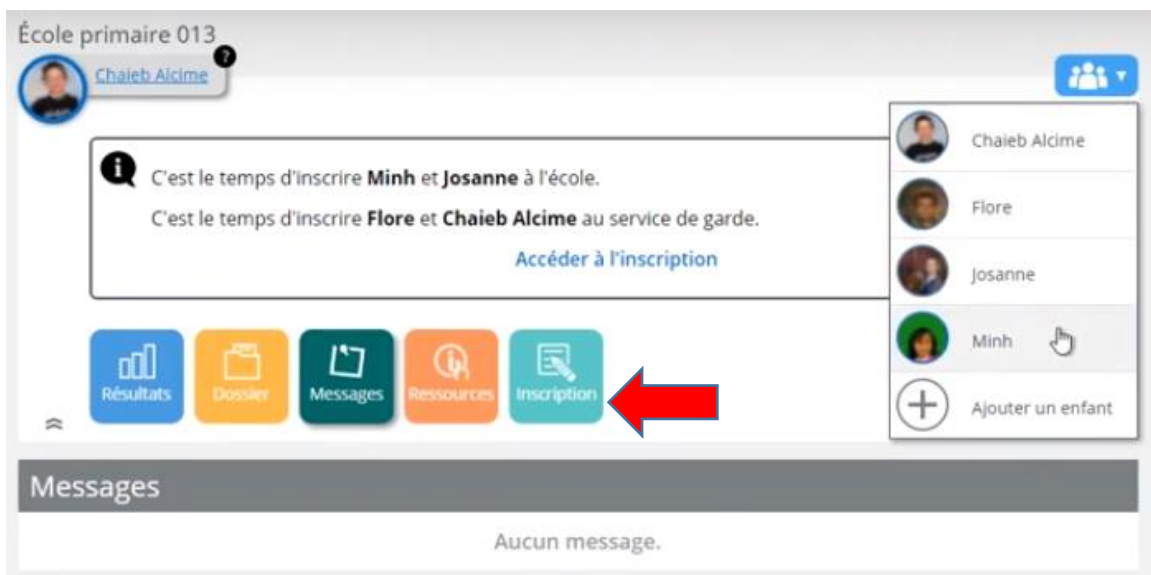 École primaire 013
Chaieb Alcime
?
C'est le temps d'inscrire Minh et Josanne à l'école.
C'est le temps d'inscrire Flore et Chaieb Alcime au service de garde.
Accéder à l'inscription
Chaieb Alcime
Flore
Josanne
Minh
Ajouter un enfant
Résultats
Dossier
Messages
Ressources
Inscription
Messages
Aucun message.